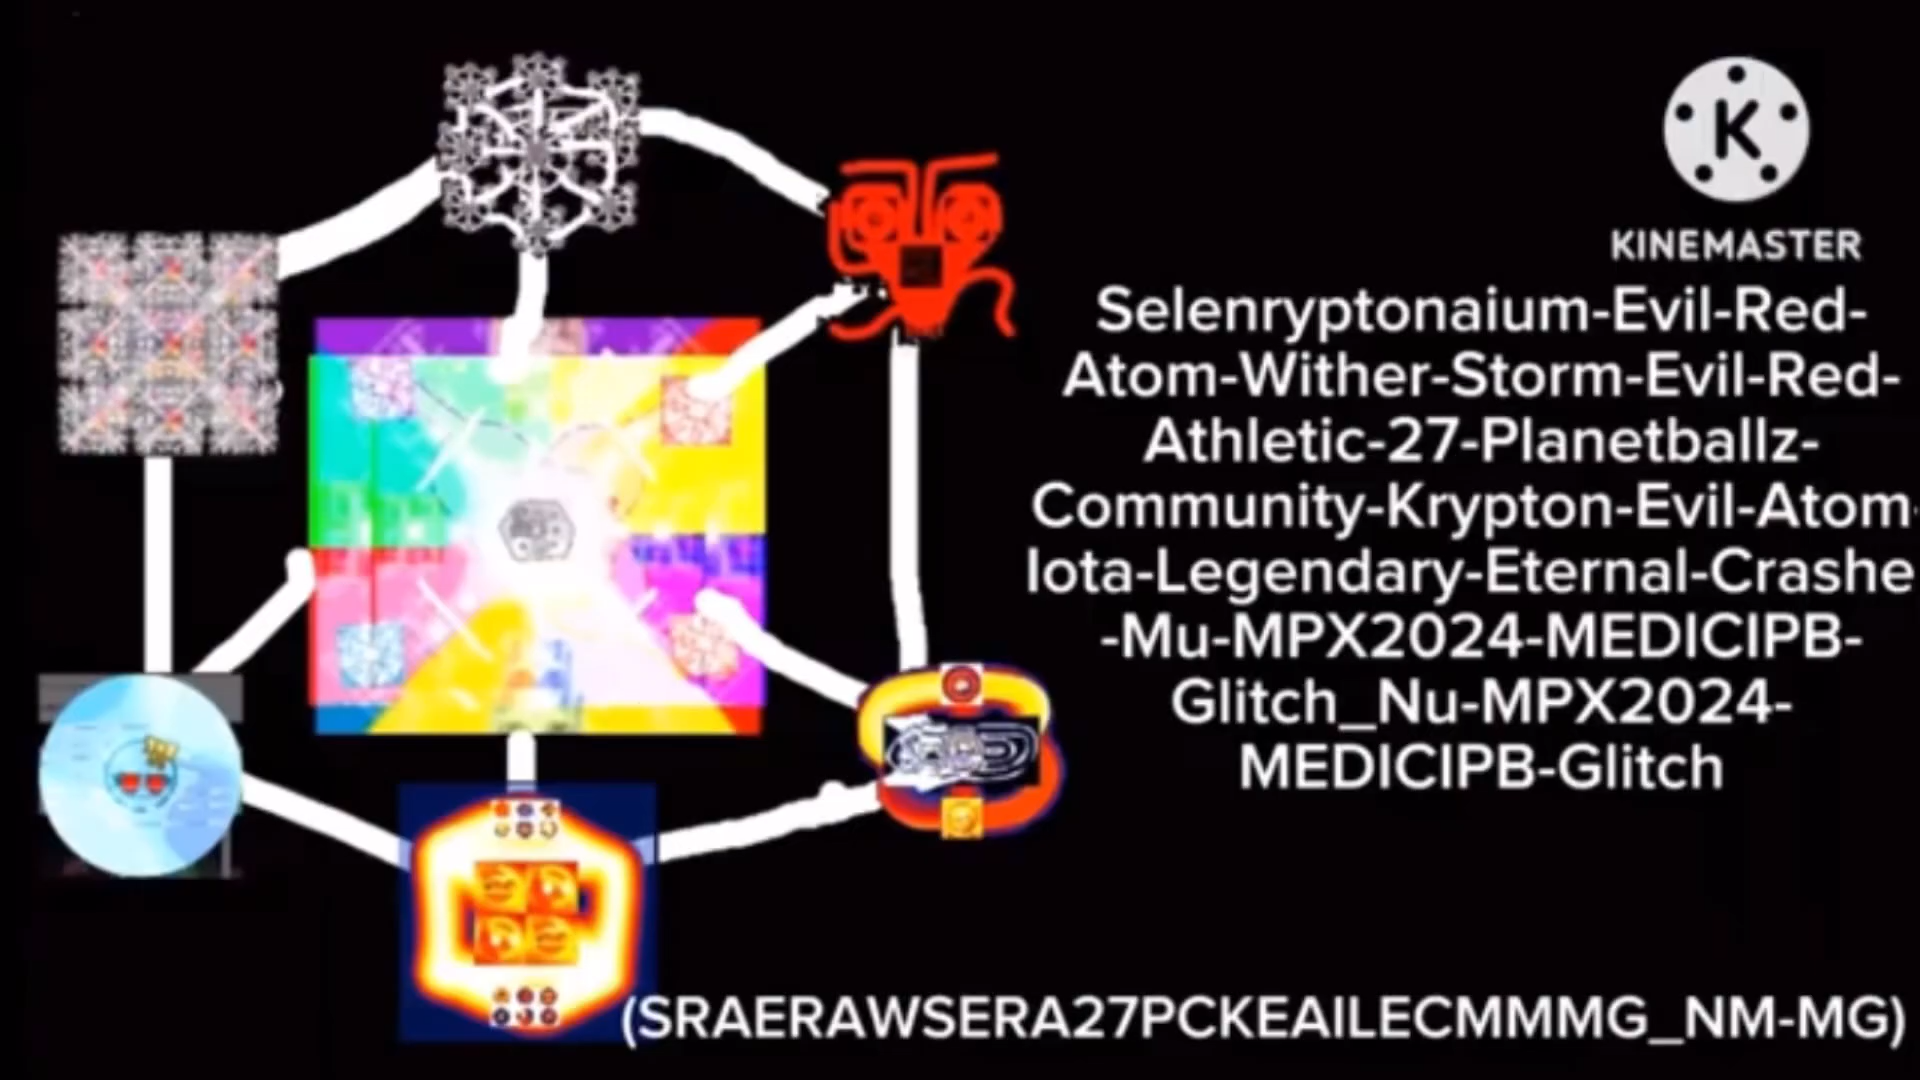 KINEMASTER
Selenryptonaium-Evil-Red-
Atom-Wither-Storm-Evil-Red-
Athletic-27-Planetballz-
Community-Krypton-Evil-Atom-
Iota-Legendary-Eternal-Crashe
-Mu-MPX2024-MEDICIPB-
Glitch_Nu-MPX2024-
MEDICIPB-Glitch
(SRAERAWSERA27PCKEAILECMMMG_NM-MG)